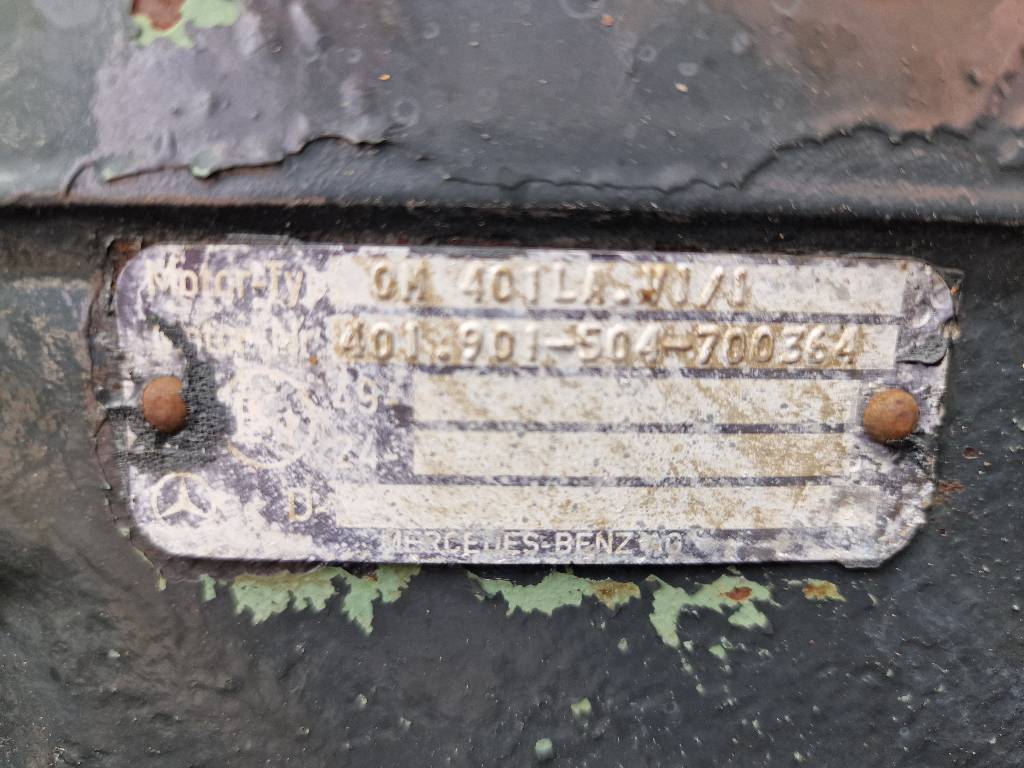 Motor-Ty OM 401LA.VI/1
401.901-504-700364
D-
MERCEDES-BENZ AG